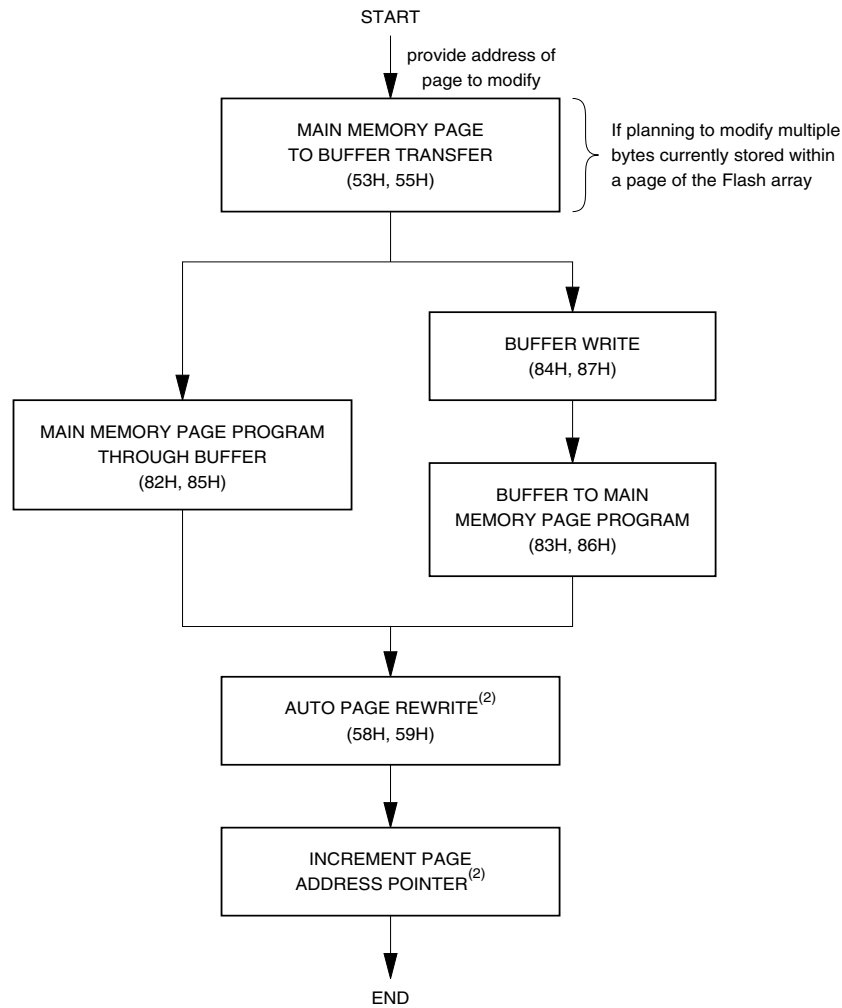 START
provide address of
page to modify
MAIN MEMORY PAGE
TO BUFFER TRANSFER
(53H, 55H)
If planning to modify multiple
bytes currently stored within
a page of the Flash array
BUFFER WRITE
(84H, 87H)
MAIN MEMORY PAGE PROGRAM
THROUGH BUFFER
(82H, 85H)
BUFFER TO MAIN
MEMORY PAGE PROGRAM
(83H, 86H)
AUTO PAGE REWRITE(2)
(58H, 59H)
INCREMENT PAGE
ADDRESS POINTER(2)
END